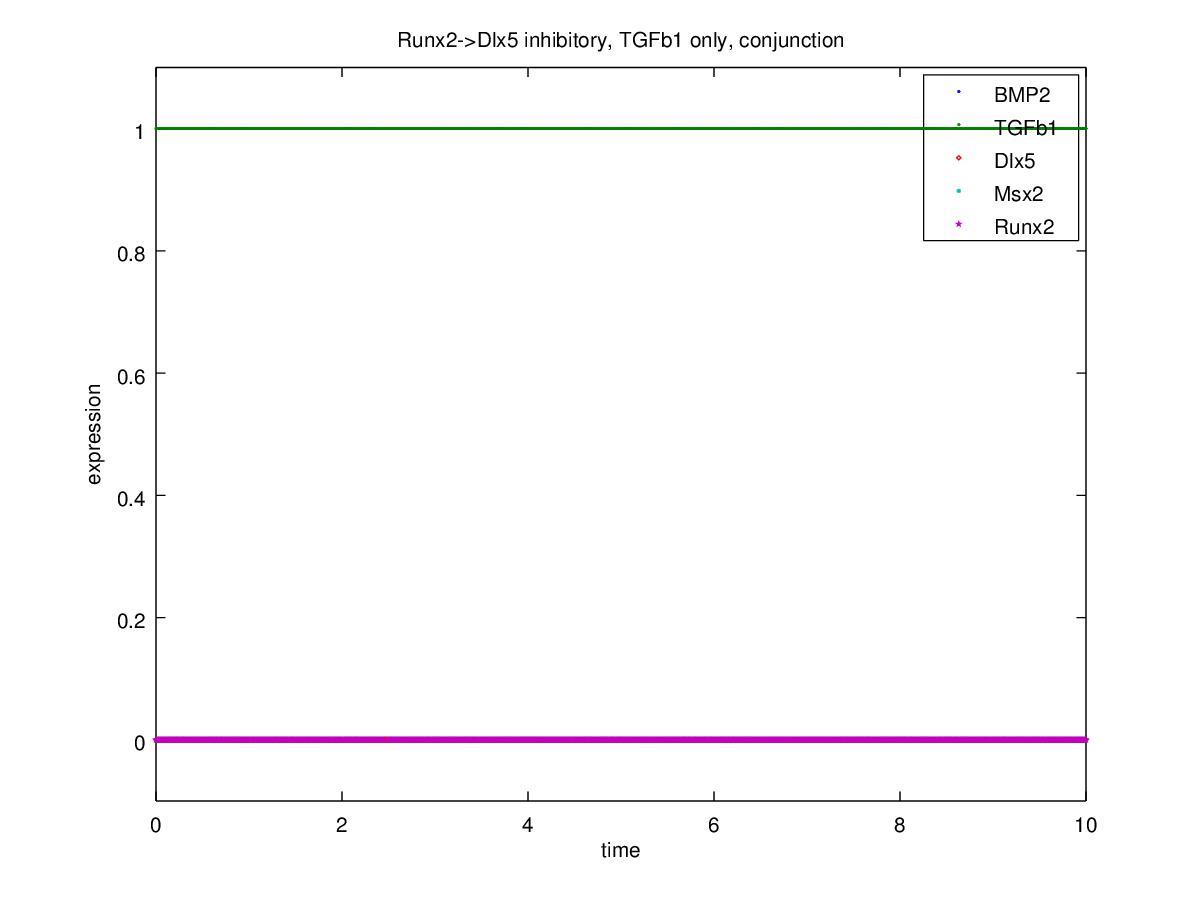 Runx2->Dlx5 inhibitory, TGFb1 only, conjunction
BMP2
TGFb1
Dlx5
Msx2
Runx2
1
0.8
0.6
0.4
0.2
0
expression
0 2 4 6 8 10
time